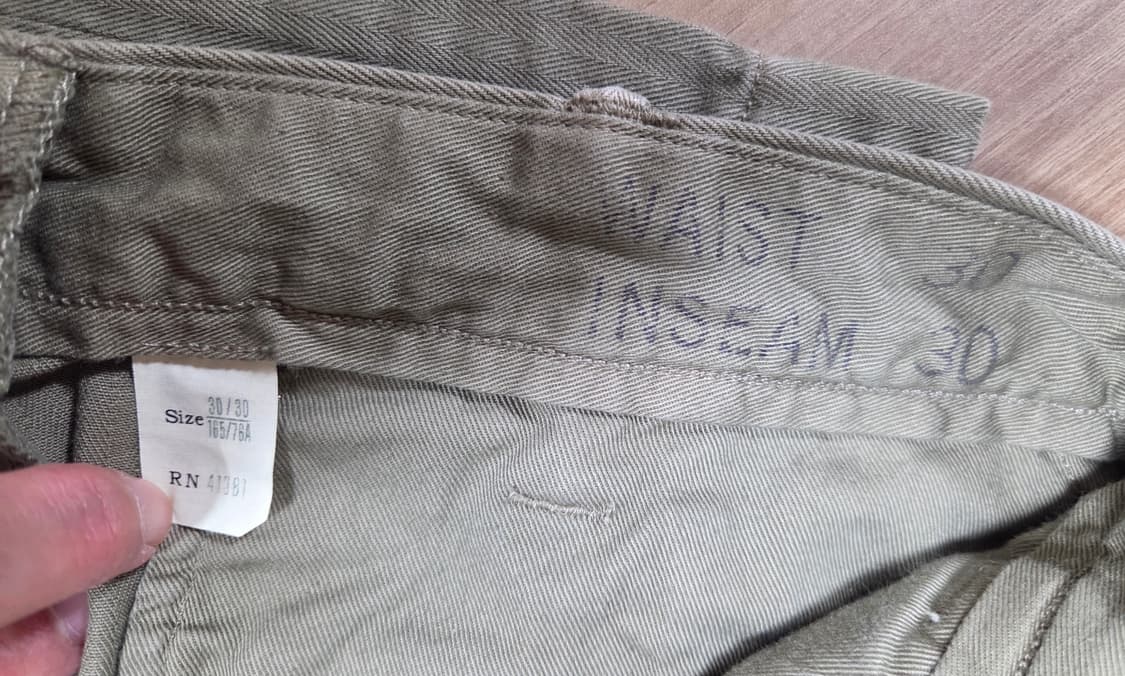 WAIST 30
INSEAM 30
Size 30/30
165/76A
RN 41381